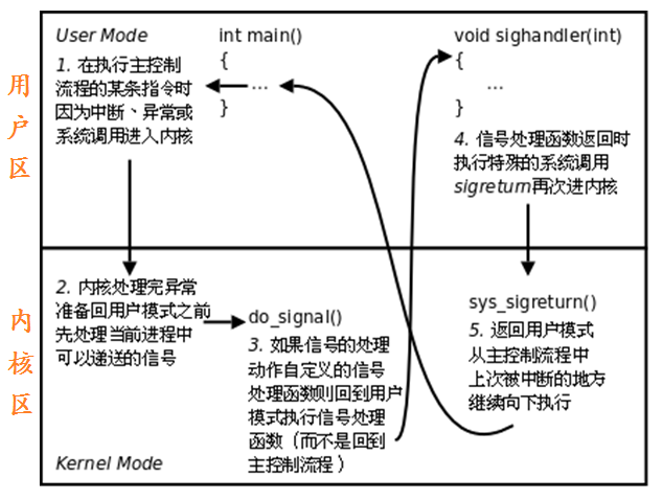 用户区
User Mode
1. 在执行主控制
流程的某条指令时
因为中断、异常或
系统调用进入内核
int main()
{
...
}
void sighandler(int)
{
...
}
4. 信号处理函数返回时
执行特殊的系统调用
sigreturn再次进内核
内核区
2. 内核处理完异常
准备回用户模式之前
先处理当前进程中
可以递送的信号
do_signal()
3. 如果信号的处理
动作自定义的信号
处理函数则回到用户
模式执行信号处理
函数（而不是回到
主控制流程）
sys_sigreturn()
5. 返回用户模式
从主控制流程中
上次被中断的地方
继续向下执行
Kernel Mode